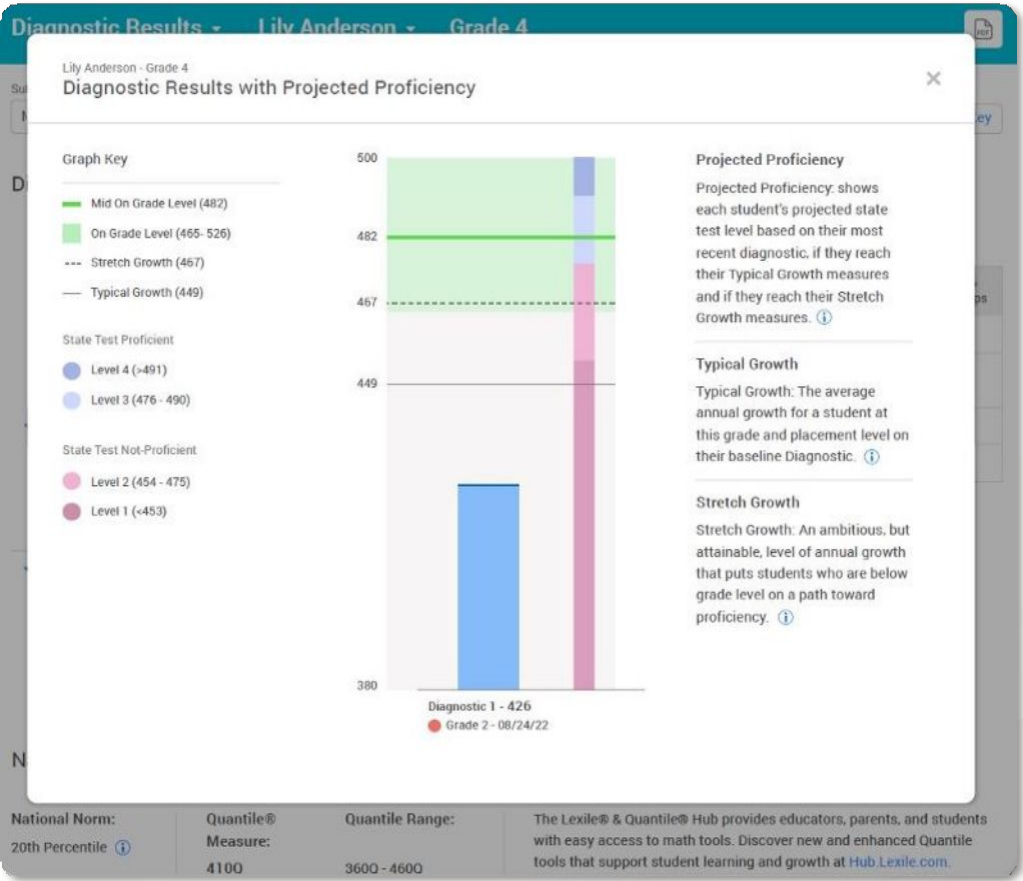 Diagnostic Results
Lily Anderson
Grade 4
PDF
Lily Anderson - Grade 4
Diagnostic Results with Projected Proficiency
×
Graph Key
Mid On Grade Level (482)
On Grade Level (465- 526)
Stretch Growth (467)
Typical Growth (449)
State Test Proficient
Level 4 (>491)
Level 3 (476 - 490)
State Test Not-Proficient
Level 2 (454 - 475)
Level 1 (<453)
500
482
467
449
380
Diagnostic 1 - 426
Grade 2 - 08/24/22
Projected Proficiency
Projected Proficiency: shows
each student's projected state
test level based on their most
recent diagnostic, if they reach
their Typical Growth measures
and if they reach their Stretch
Growth measures.
Typical Growth
Typical Growth: The average
annual growth for a student at
this grade and placement level on
their baseline Diagnostic.
Stretch Growth
Stretch Growth: An ambitious, but
attainable, level of annual growth
that puts students who are below
grade level on a path toward
proficiency.
National Norm:
20th Percentile
Quantile®
Measure:
410Q
Quantile Range:
360Q - 460Q
The Lexile® & Quantile® Hub provides educators, parents, and students
with easy access to math tools. Discover new and enhanced Quantile
tools that support student learning and growth at Hub.Lexile.com.